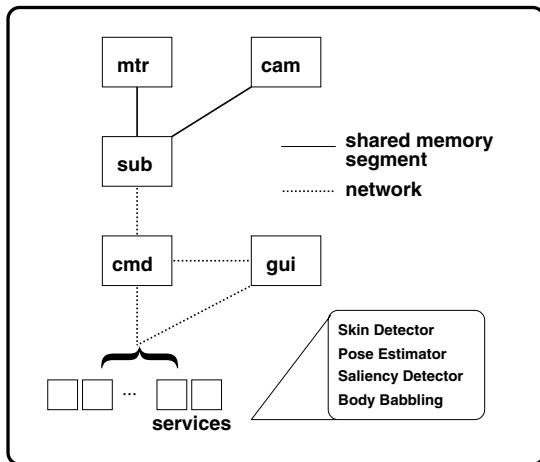 mtr
cam
sub
shared memory
segment
network
cmd
gui
Skin Detector
Pose Estimator
Saliency Detector
Body Babbling
...
services